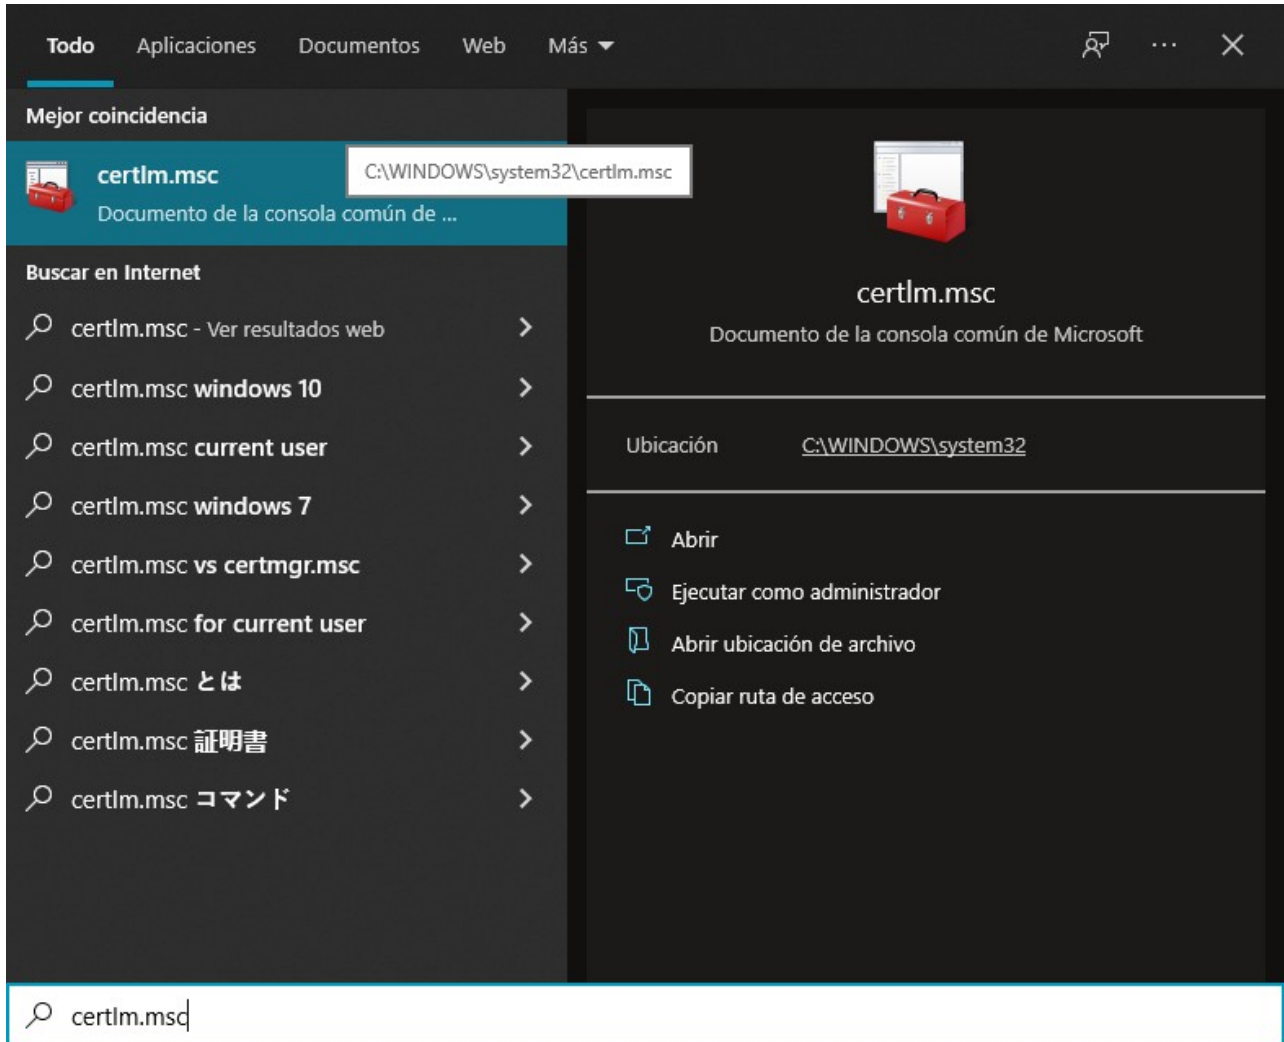 Todo Aplicaciones Documentos Web Más
Mejor coincidencia
certlm.msc
Documento de la consola común de ...
C:\WINDOWS\system32\certlm.msc
Buscar en Internet
certlm.msc - Ver resultados web
certlm.msc windows 10
certlm.msc current user
certlm.msc windows 7
certlm.msc vs certmgr.msc
certlm.msc for current user
certlm.msc とは
certlm.msc 証明書
certlm.msc コマンド
certlm.msc
Documento de la consola común de Microsoft
Ubicación C:\WINDOWS\system32
Abrir
Ejecutar como administrador
Abrir ubicación de archivo
Copiar ruta de acceso
certlm.msc